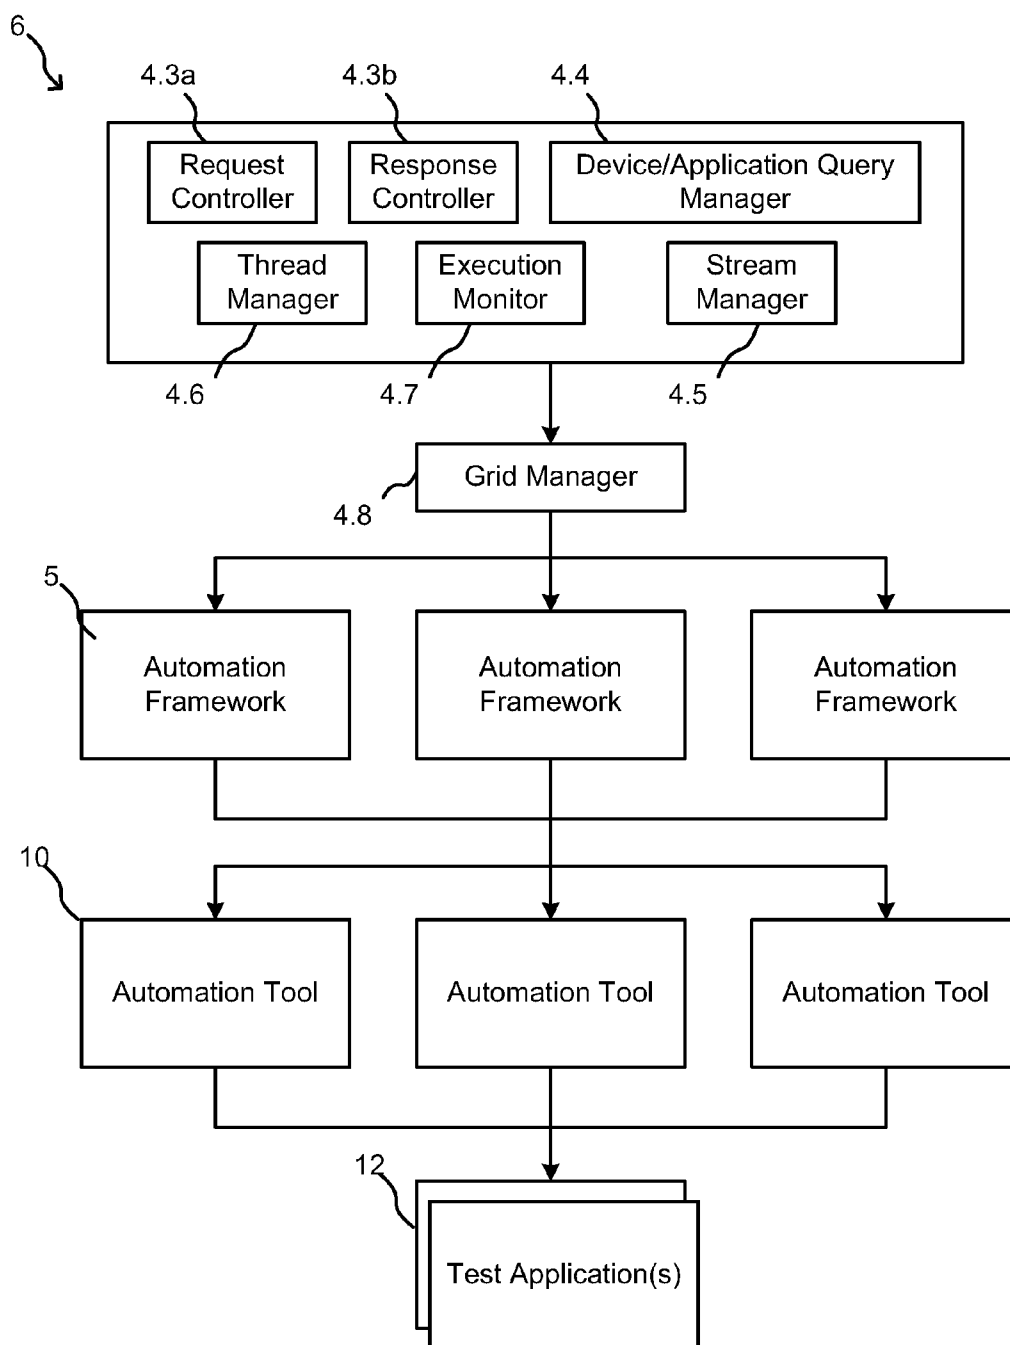 6
4.3a
4.3b
4.4
Request
Controller
Response
Controller
Device/Application Query
Manager
Thread
Manager
Execution
Monitor
Stream
Manager
4.6
4.7
4.5
Grid Manager
4.8
5
Automation
Framework
Automation
Framework
Automation
Framework
10
Automation Tool
Automation Tool
Automation Tool
12
Test Application(s)